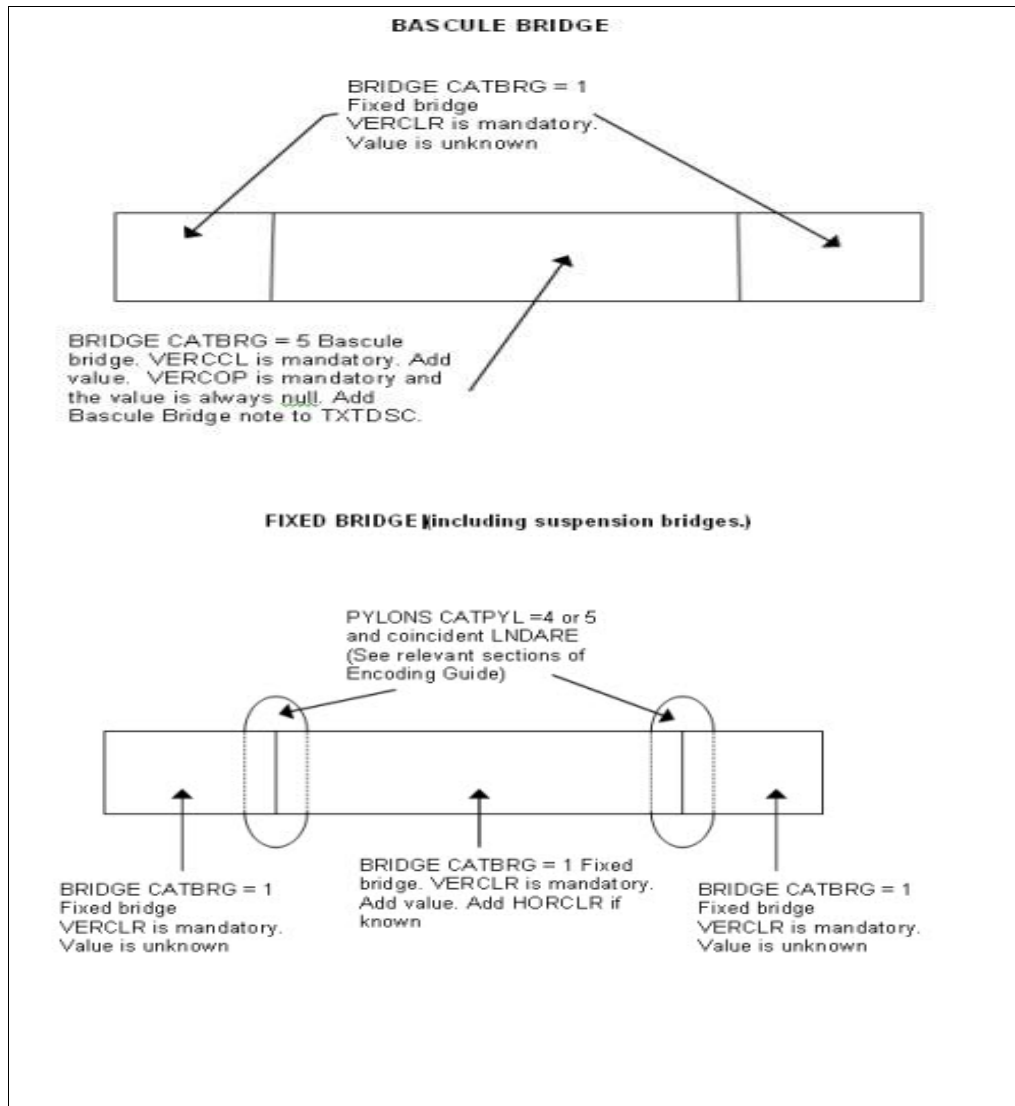 BASCULE BRIDGE
BRIDGE CATBRG = 1
Fixed bridge
VERCLR is mandatory.
Value is unknown
BRIDGE CATBRG = 5 Bascule
bridge. VERCCL is mandatory. Add
value.  VERCOP is mandatory and
the value is always null. Add
Bascule Bridge note to TXTDSC.
FIXED BRIDGE (including suspension bridges.)
PYLONS CATPYL =4 or 5
and coincident LNDARE
(See relevant sections of
Encoding Guide)
BRIDGE CATBRG = 1
Fixed bridge
VERCLR is mandatory.
Value is unknown
BRIDGE CATBRG = 1 Fixed
bridge. VERCLR is mandatory.
Add value. Add HORCLR if
known
BRIDGE CATBRG = 1
Fixed bridge
VERCLR is mandatory.
Value is unknown